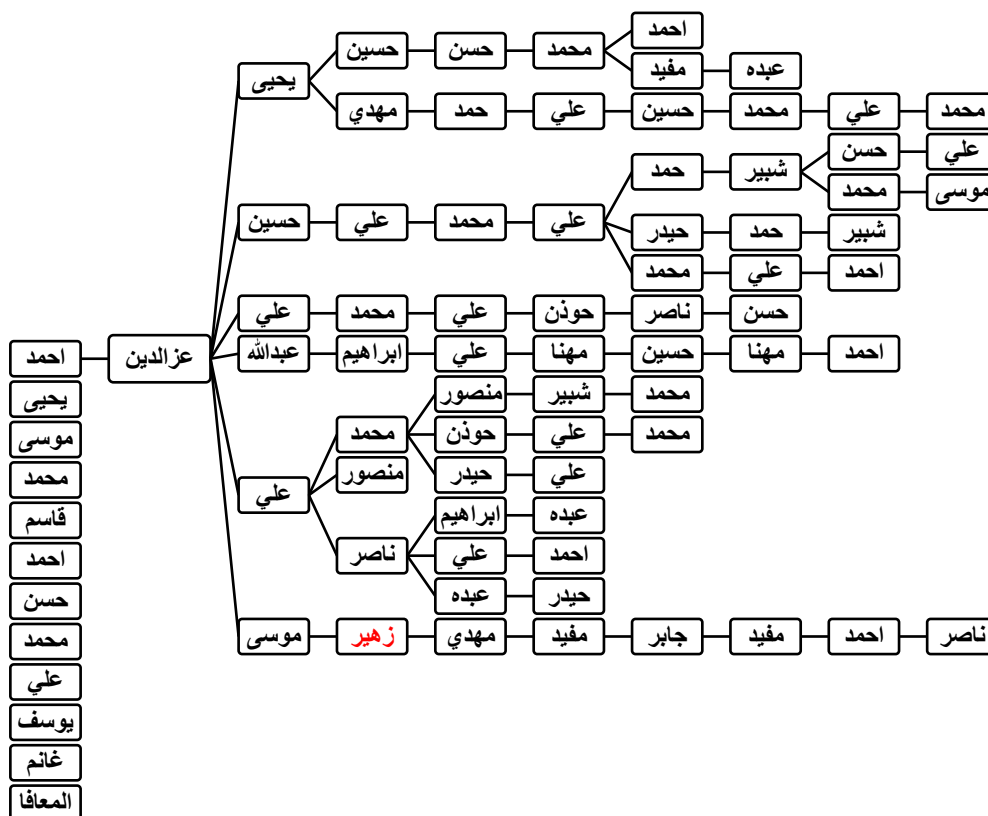 احمد
مفيد
عبده
يحيى
حسين
حسن
محمد
مهدي
حمد
علي
حسين
محمد
علي
محمد
حسين
علي
محمد
علي
حمد
شبير
حسن
علي
محمد
موسى
حيدر
حمد
شبير
محمد
علي
احمد
علي
محمد
علي
حوذن
ناصر
حسن
احمد
عزالدين
عبدالله
ابراهيم
علي
مهنا
حسين
مهنا
احمد
يحيى
موسى
محمد
قاسم
احمد
حسن
محمد
علي
يوسف
غانم
المعافا
علي
محمد
منصور
شبير
محمد
حوذن
علي
محمد
حيدر
علي
منصور
ناصر
ابراهيم
عبده
علي
احمد
عبده
حيدر
موسى
زهير
مهدي
مفيد
جابر
مفيد
احمد
ناصر